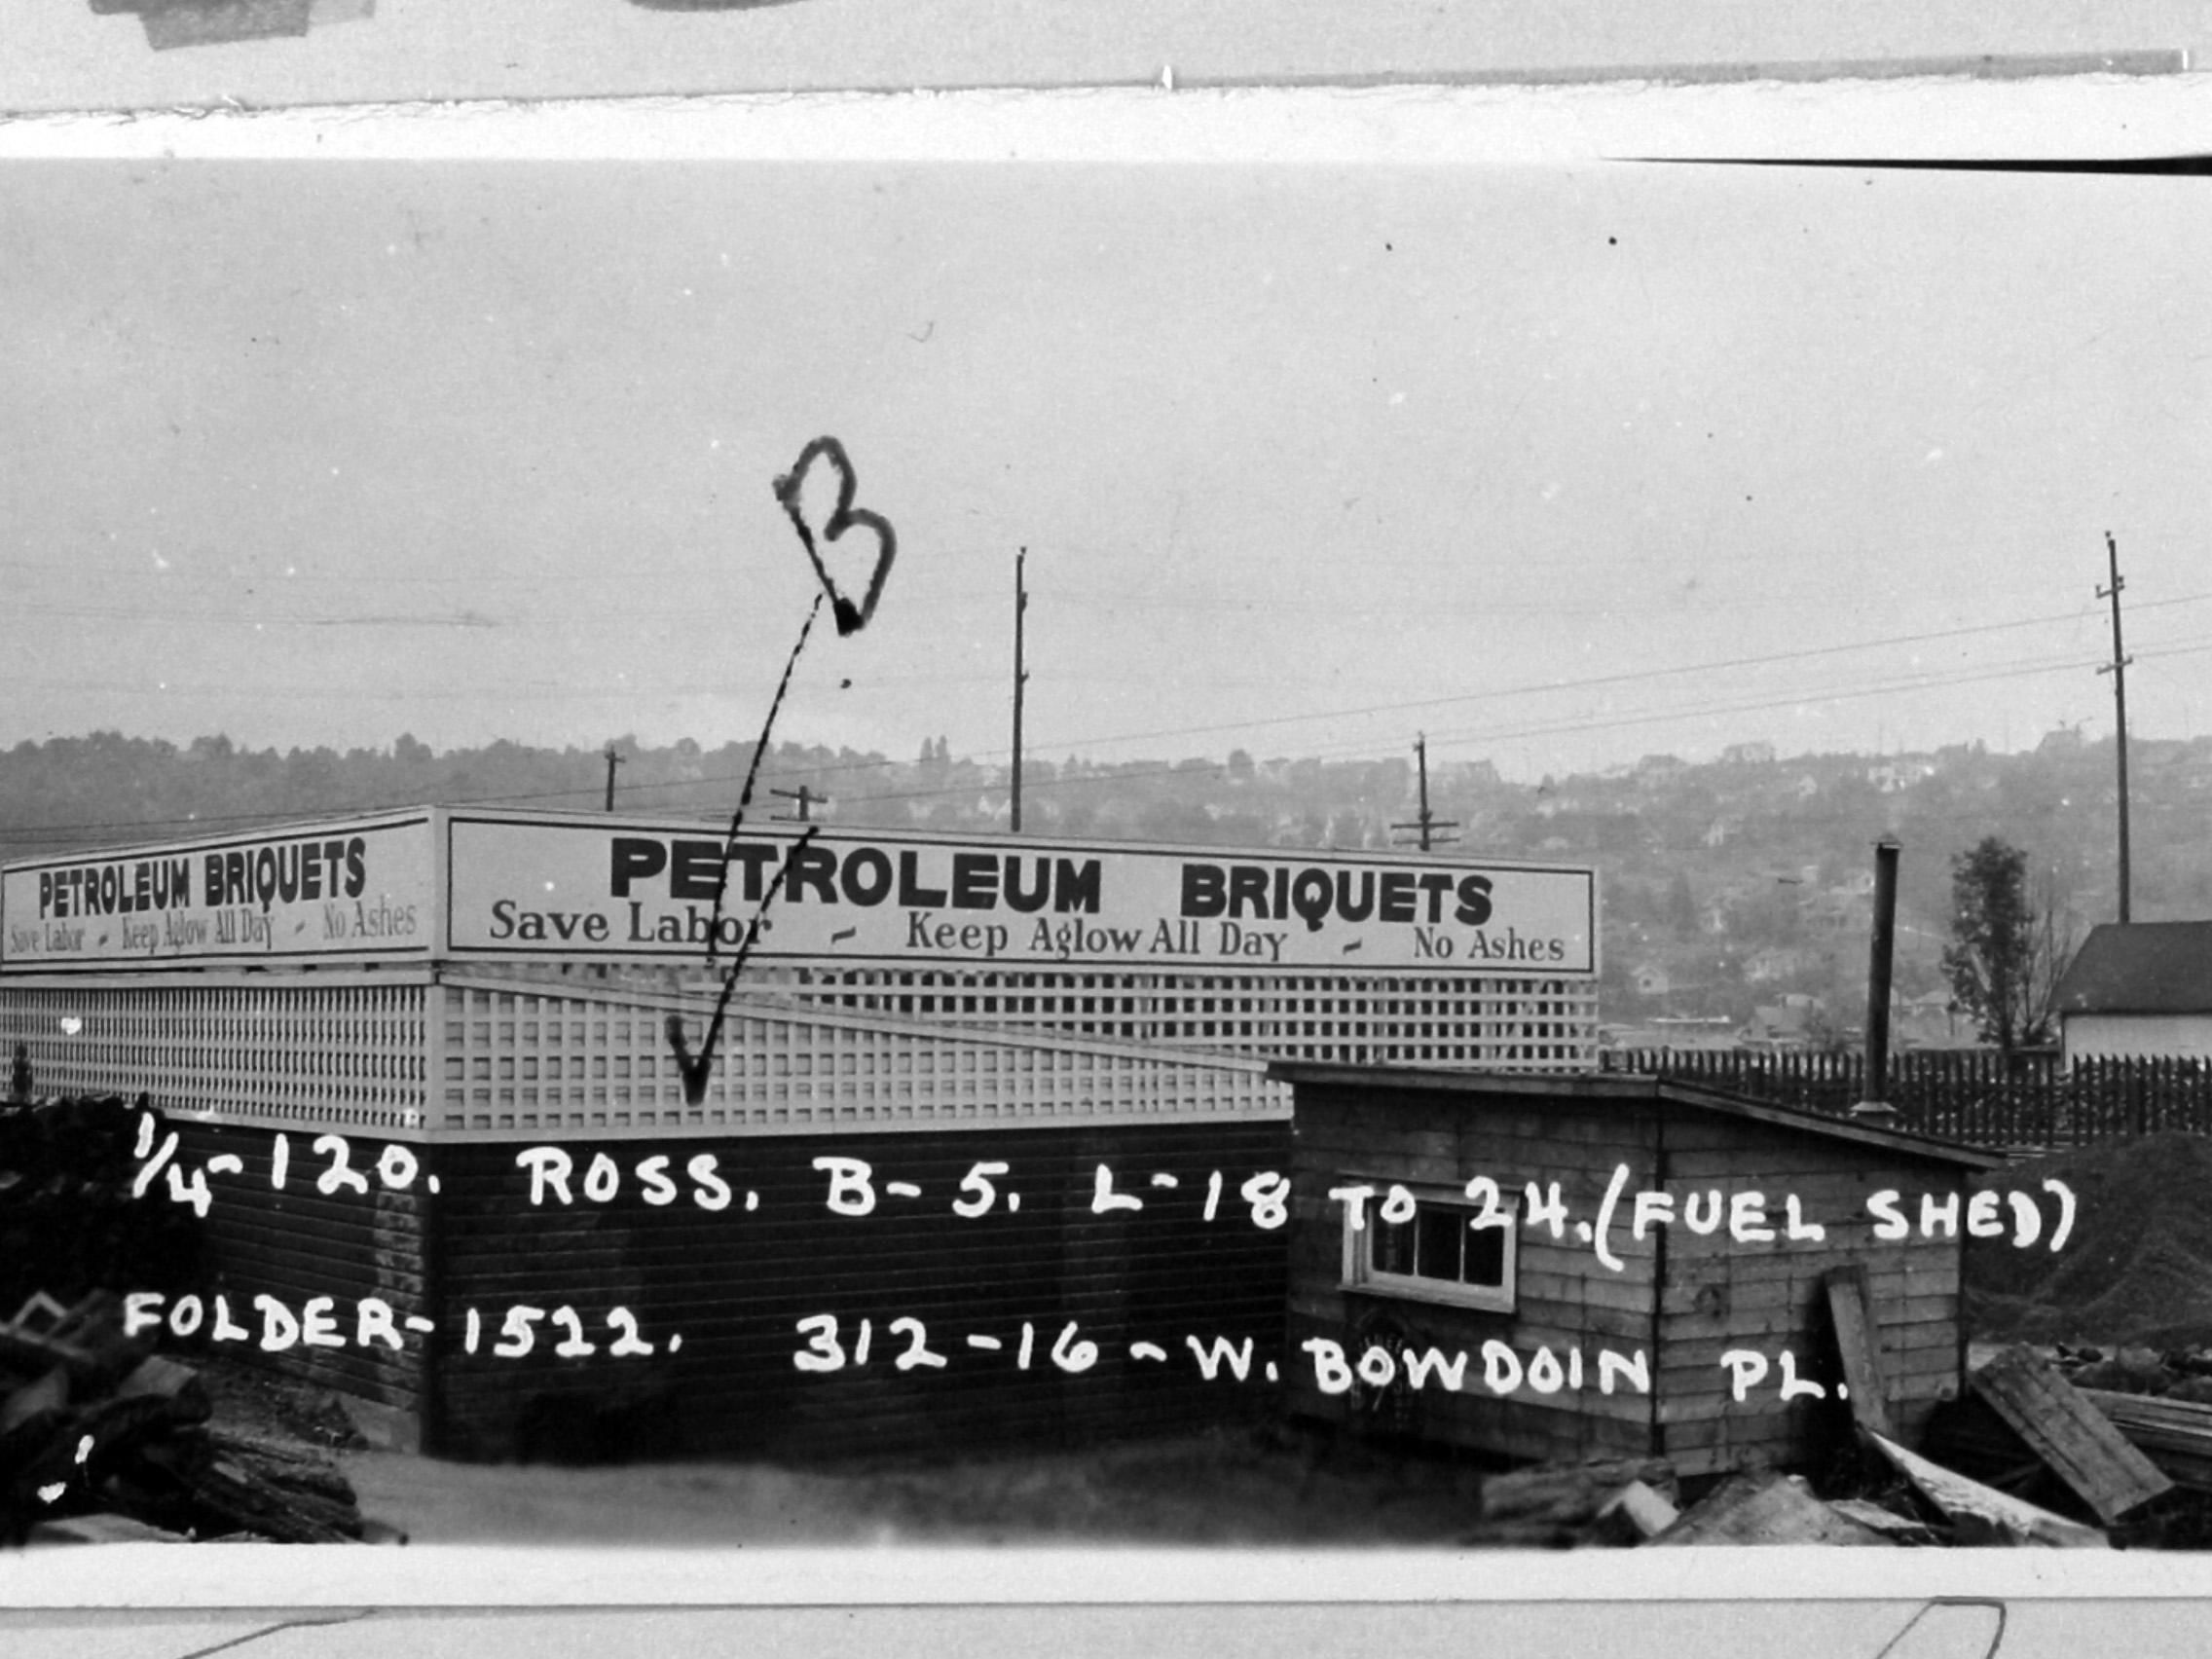 B
PETROLEUM BRIQUETS
Save Labor - Keep Aglow All Day - No Ashes
PETROLEUM BRIQUETS
Save Labor - Keep Aglow All Day - No Ashes
1/4-120. ROSS. B-5. L-18 TO 24. (FUEL SHED)
FOLDER-1522. 312-16-W. BOWDOIN PL.